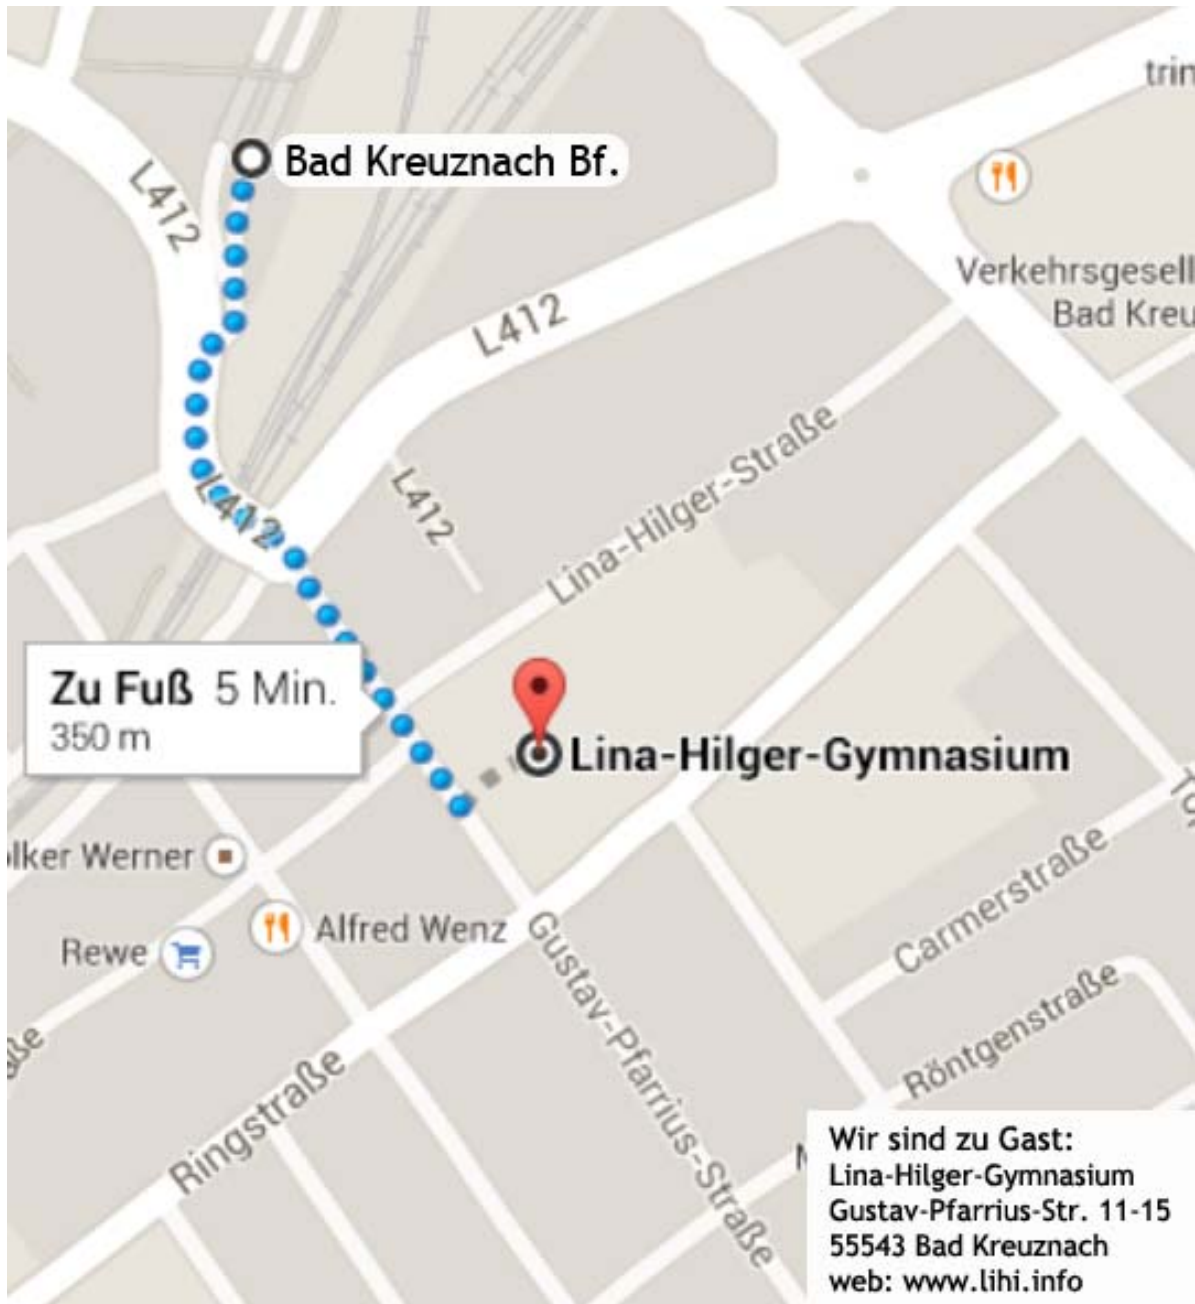 trin
Bad Kreuznach Bf.
L412
Verkehrsgesell
Bad Kreu
L412
L412
L412
Lina-Hilger-Straße
Zu Fuß 5 Min.
350 m
Lina-Hilger-Gymnasium
lker Werner
Alfred Wenz
Rewe
Carmerstraße
Gustav-Pfarrius-Straße
Röntgenstraße
Ringstraße
Wir sind zu Gast:
Lina-Hilger-Gymnasium
Gustav-Pfarrius-Str. 11-15
55543 Bad Kreuznach
web: www.lihi.info